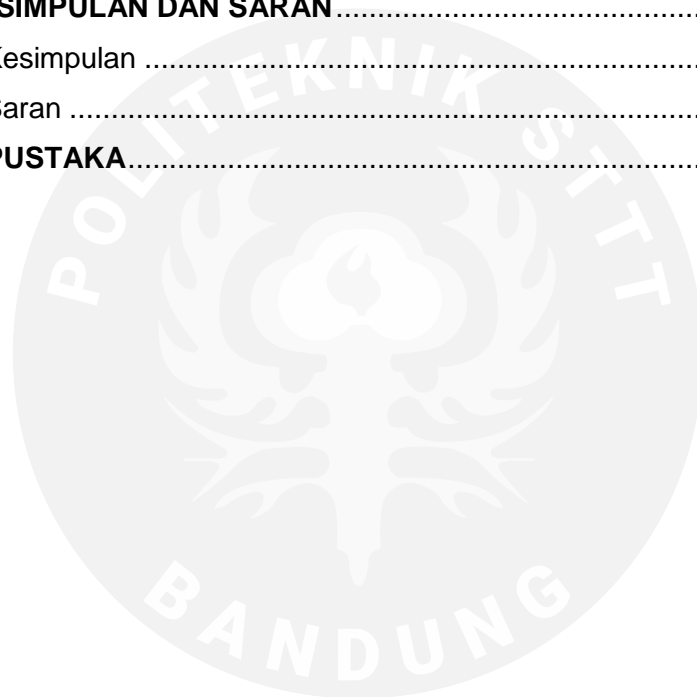 SIMPULAN DAN SARAN........................................
Kesimpulan ........................................
Saran ........................................
PUSTAKA........................................
POLITEKNIK STTT
BANDUNG